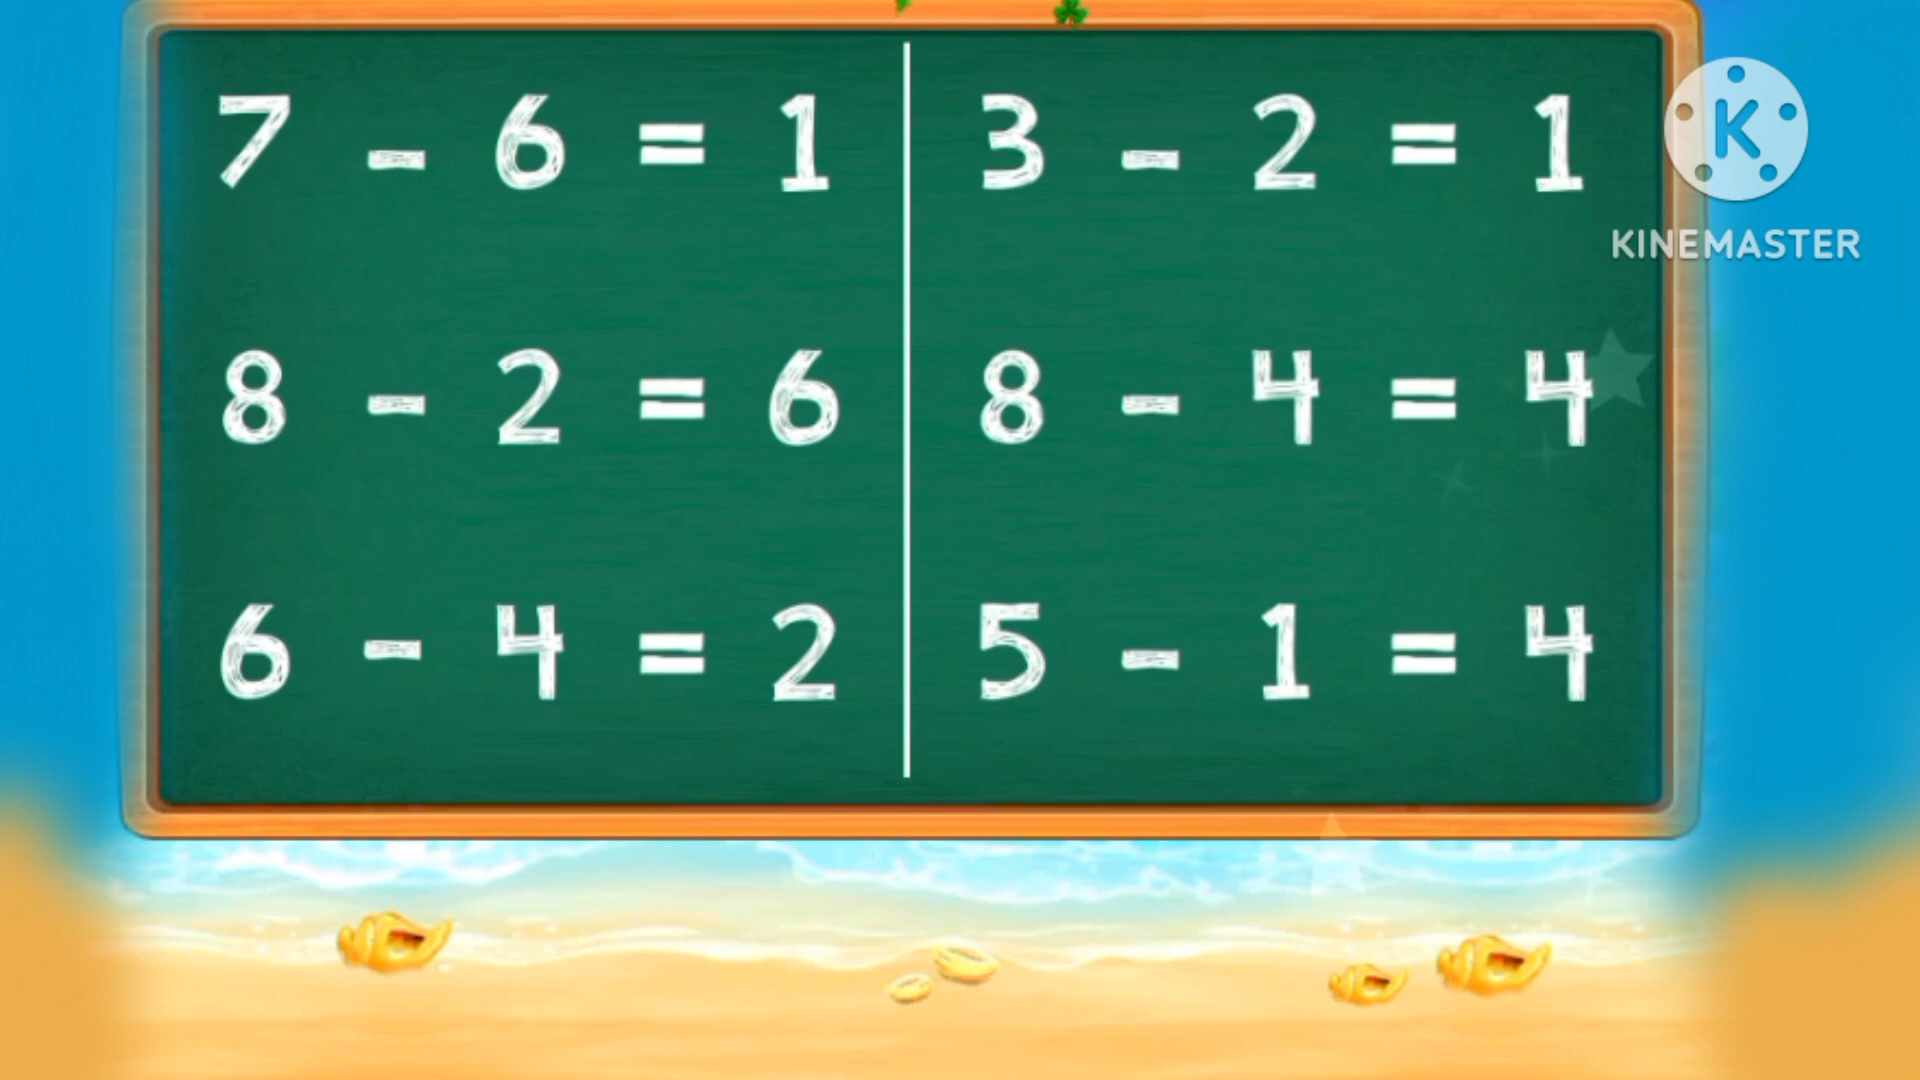 7 - 6 = 1
8 - 2 = 6
6 - 4 = 2
3 - 2 = 1
8 - 4 = 4
5 - 1 = 4
K
KINEMASTER